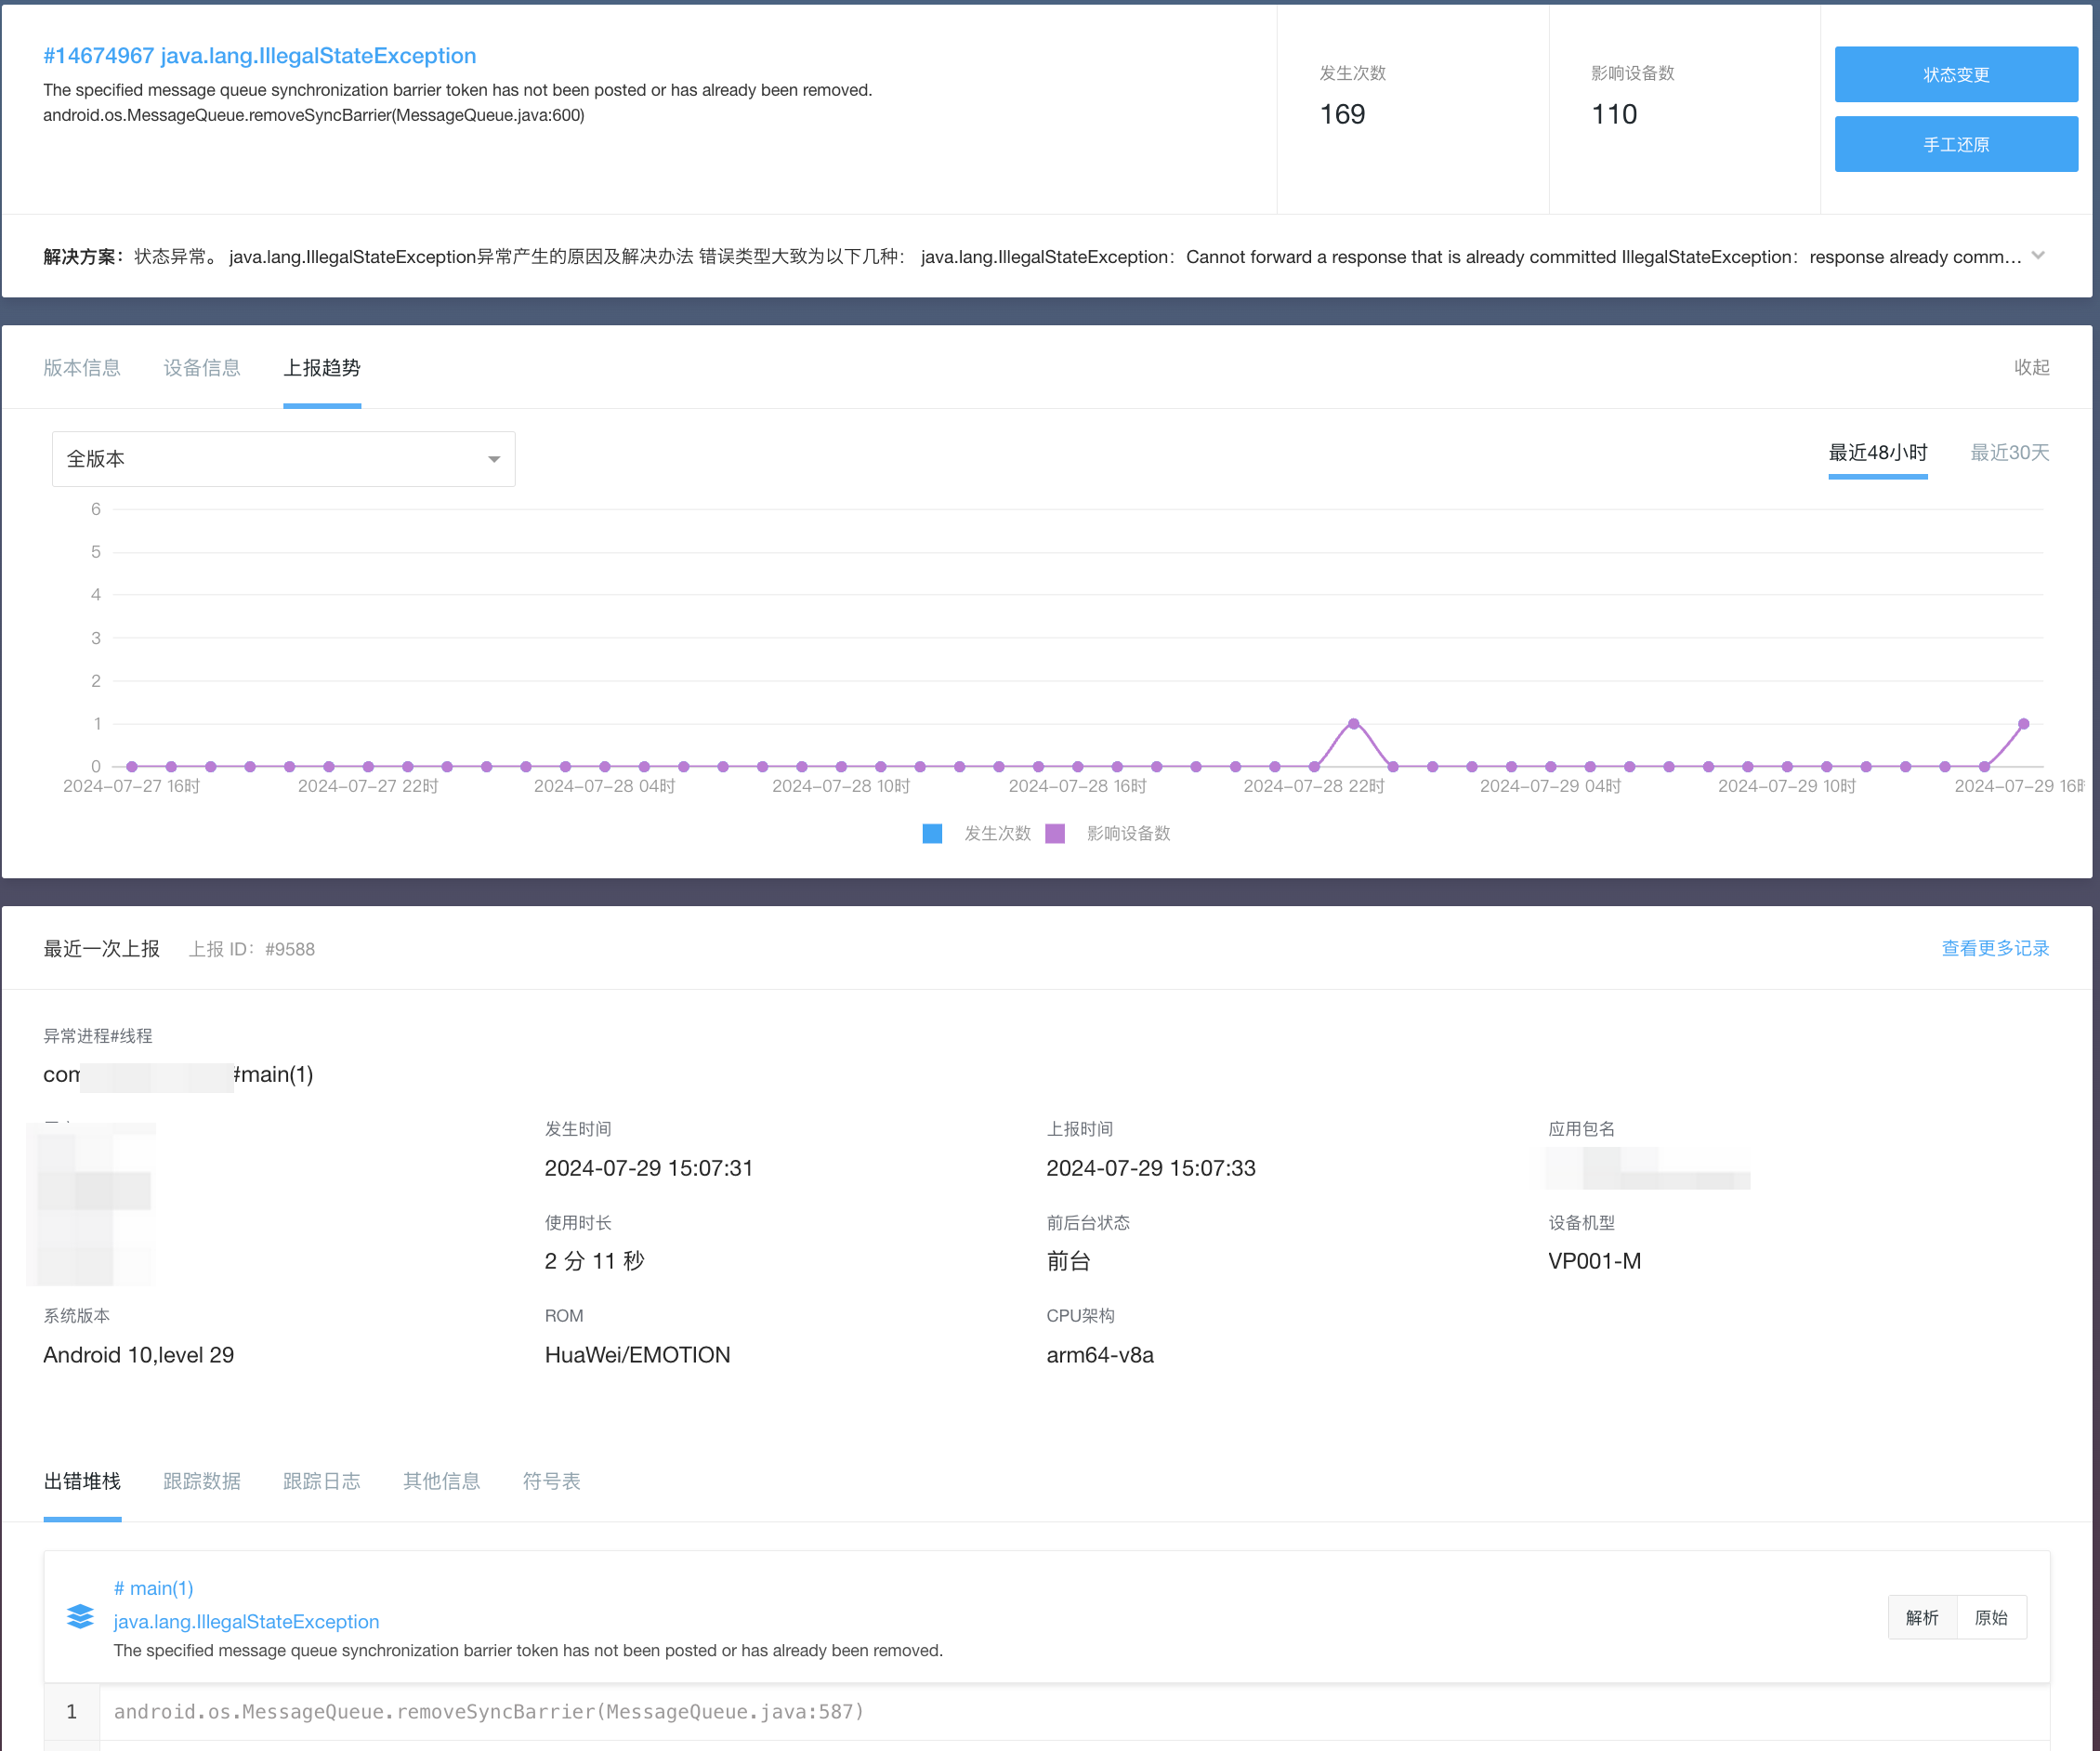 #14674967 java.lang.IllegalStateException
The specified message queue synchronization barrier token has not been posted or has already been removed.
android.os.MessageQueue.removeSyncBarrier(MessageQueue.java:600)
发生次数
169
影响设备数
110
状态变更
手工还原
解决方案：状态异常。 java.lang.IllegalStateException异常产生的原因及解决办法 错误类型大致为以下几种： java.lang.IllegalStateException：Cannot forward a response that is already committed IllegalStateException：response already comm...
版本信息 设备信息 上报趋势 收起
全版本 最近48小时 最近30天
6
5
4
3
2
1
0
2024-07-27 16时 2024-07-27 22时 2024-07-28 04时 2024-07-28 10时 2024-07-28 16时 2024-07-28 22时 2024-07-29 04时 2024-07-29 10时 2024-07-29 16时
发生次数 影响设备数
最近一次上报 上报 ID：#9588 查看更多记录
异常进程#线程
com #main(1)
发生时间 上报时间 应用包名
2024-07-29 15:07:31 2024-07-29 15:07:33
使用时长 前后台状态 设备机型
2 分 11 秒 前台 VP001-M
系统版本 ROM CPU架构
Android 10,level 29 HuaWei/EMOTION arm64-v8a
出错堆栈 跟踪数据 跟踪日志 其他信息 符号表
# main(1)
java.lang.IllegalStateException
The specified message queue synchronization barrier token has not been posted or has already been removed.
解析 原始
1 android.os.MessageQueue.removeSyncBarrier(MessageQueue.java:587)